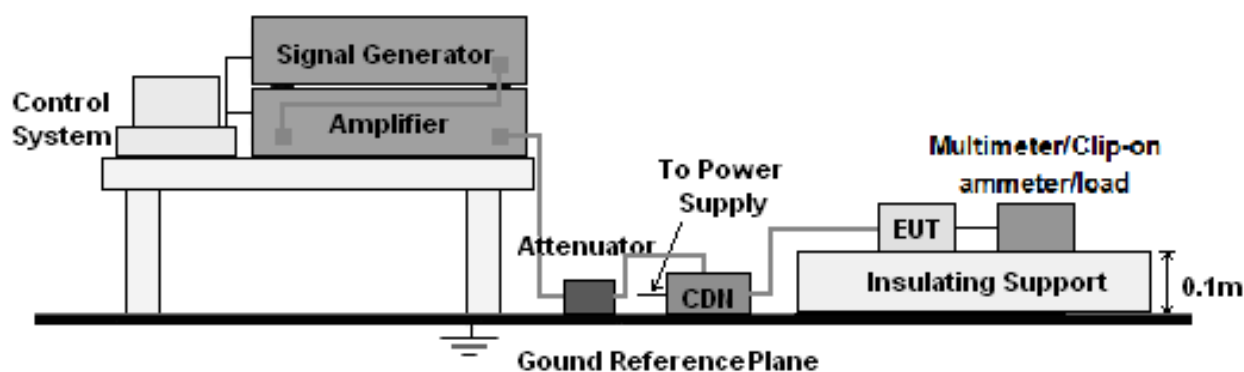 Signal Generator
Control
System
Amplifier
Multimeter/Clip-on
ammeter/load
To Power
Supply
Attenuator
EUT
CDN
Insulating Support
0.1m
Gound Reference Plane